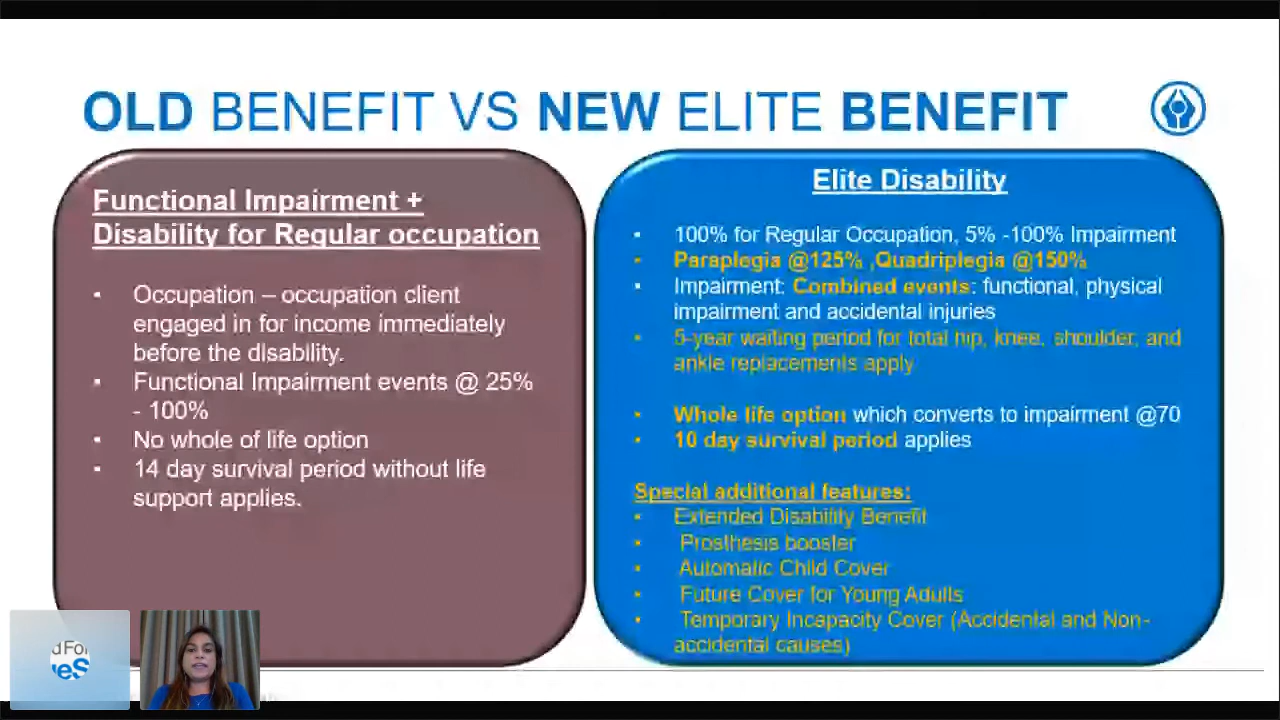 OLD BENEFIT VS NEW ELITE BENEFIT
Functional Impairment +
Disability for Regular occupation
▪ Occupation – occupation client
engaged in for income immediately
before the disability.
▪ Functional Impairment events @ 25%
- 100%
▪ No whole of life option
▪ 14 day survival period without life
support applies.
Elite Disability
▪ 100% for Regular Occupation, 5% -100% Impairment
▪ Paraplegia @125% ,Quadriplegia @150%
▪ Impairment: Combined events: functional, physical
impairment and accidental injuries
▪ 5-year waiting period for total hip, knee, shoulder, and
ankle replacements apply
▪ Whole life option which converts to impairment @70
▪ 10 day survival period applies
Special additional features:
▪ Extended Disability Benefit
▪ Prosthesis booster
▪ Automatic Child Cover
▪ Future Cover for Young Adults
▪ Temporary Incapacity Cover (Accidental and Non-
accidental causes)